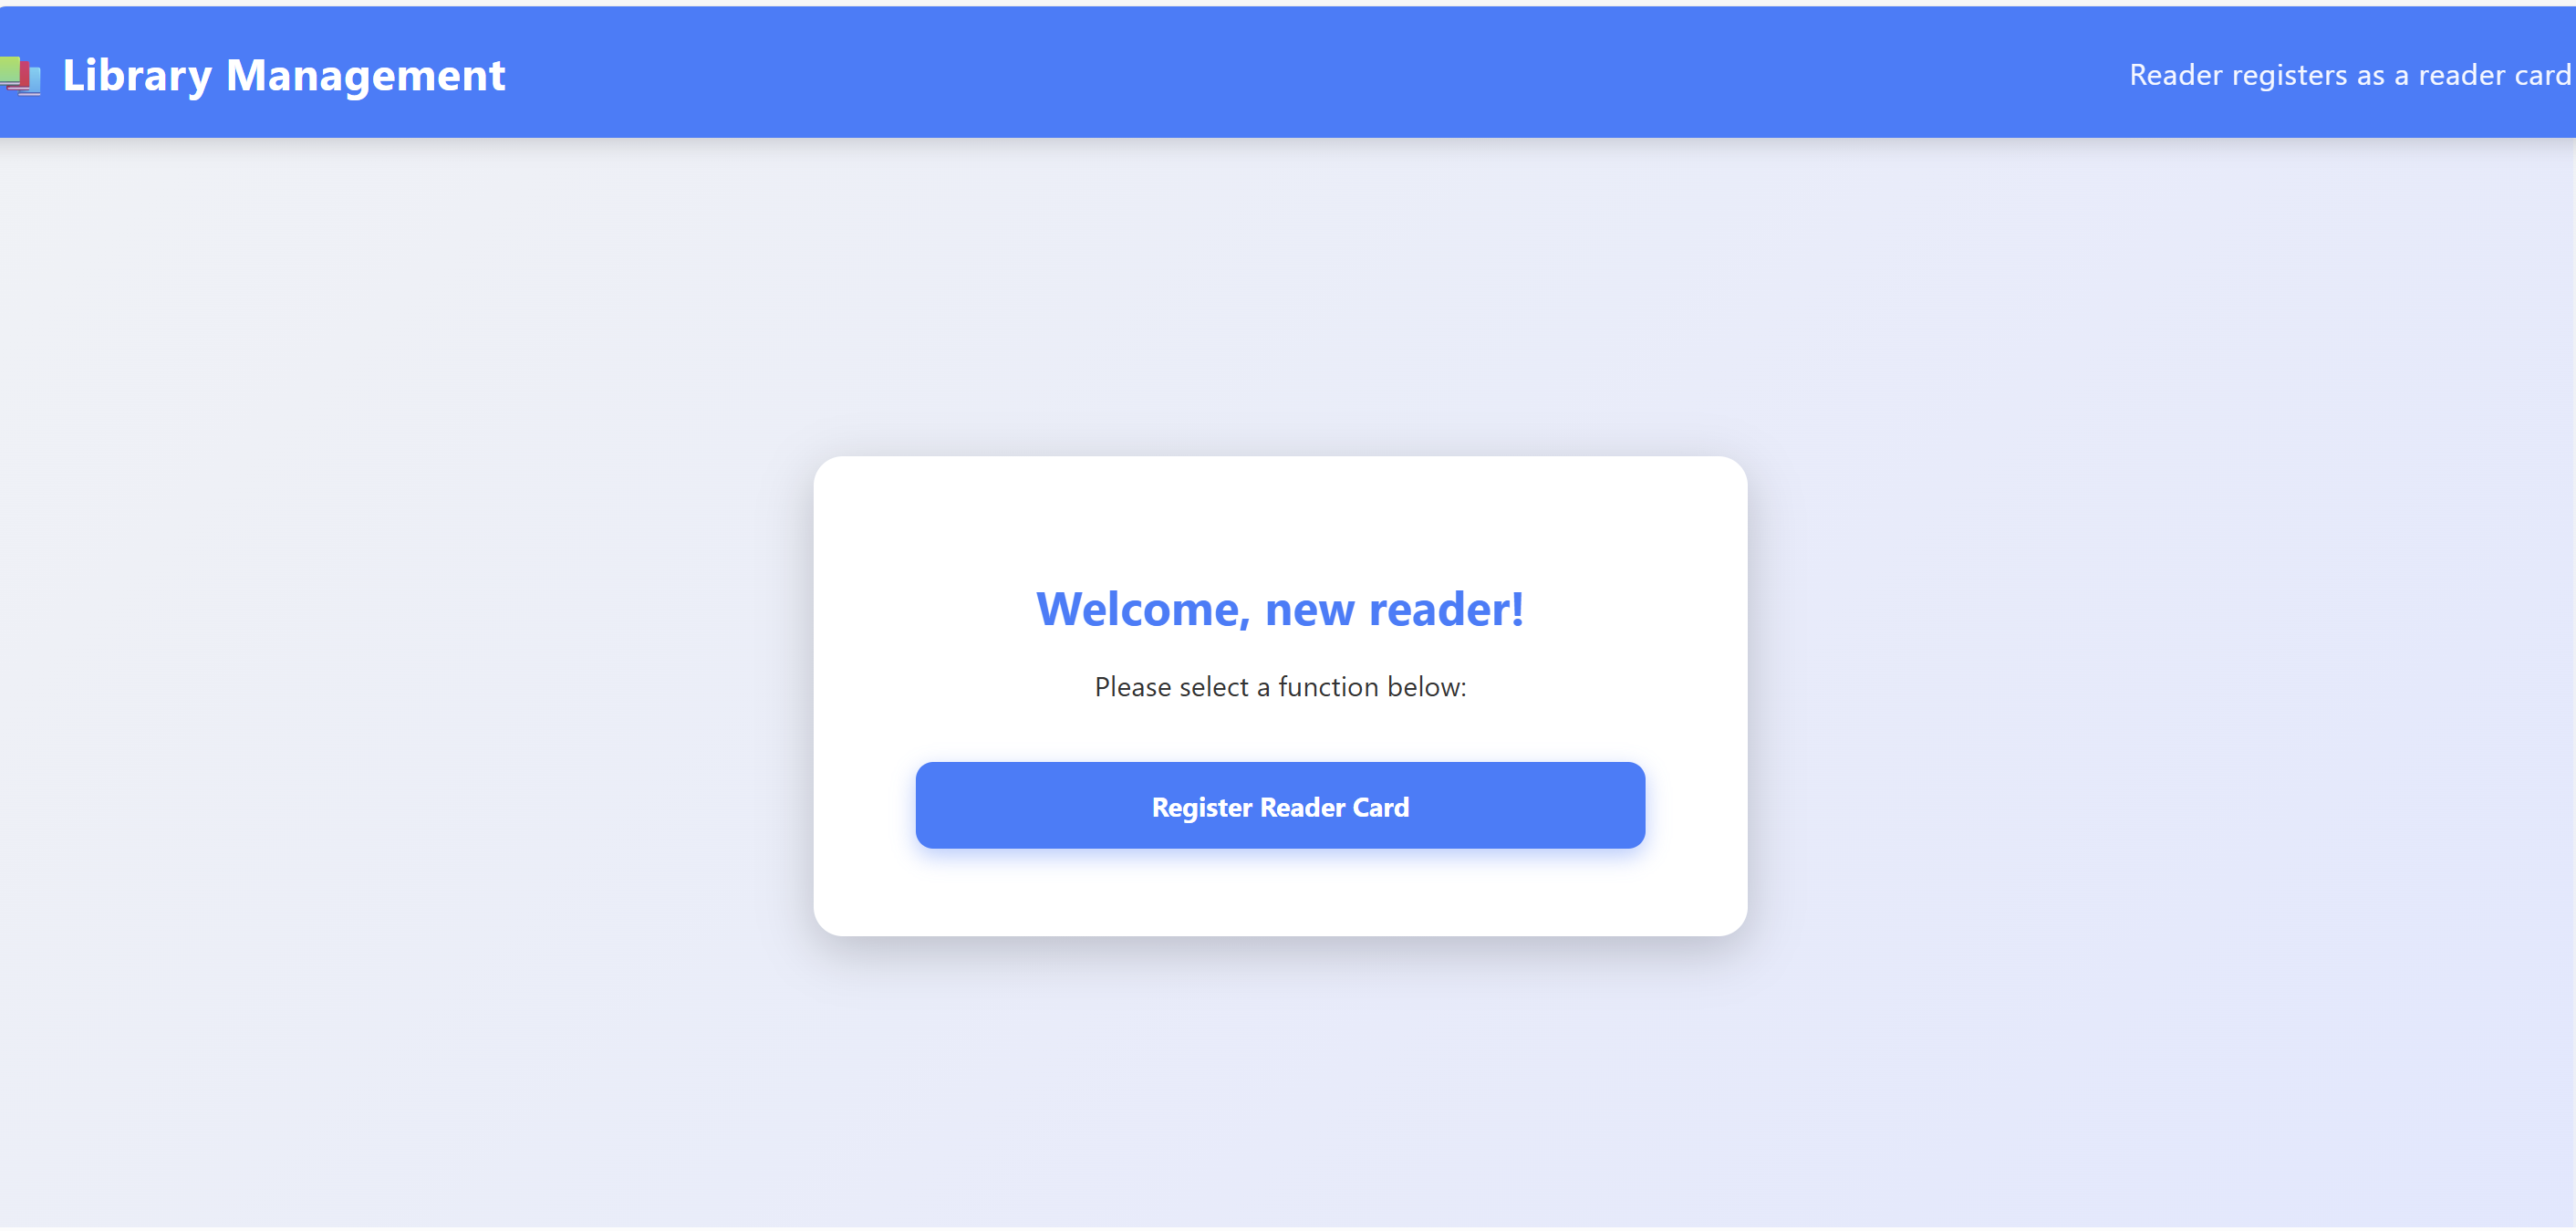 Library Management
Reader registers as a reader card
Welcome, new reader!
Please select a function below:
Register Reader Card